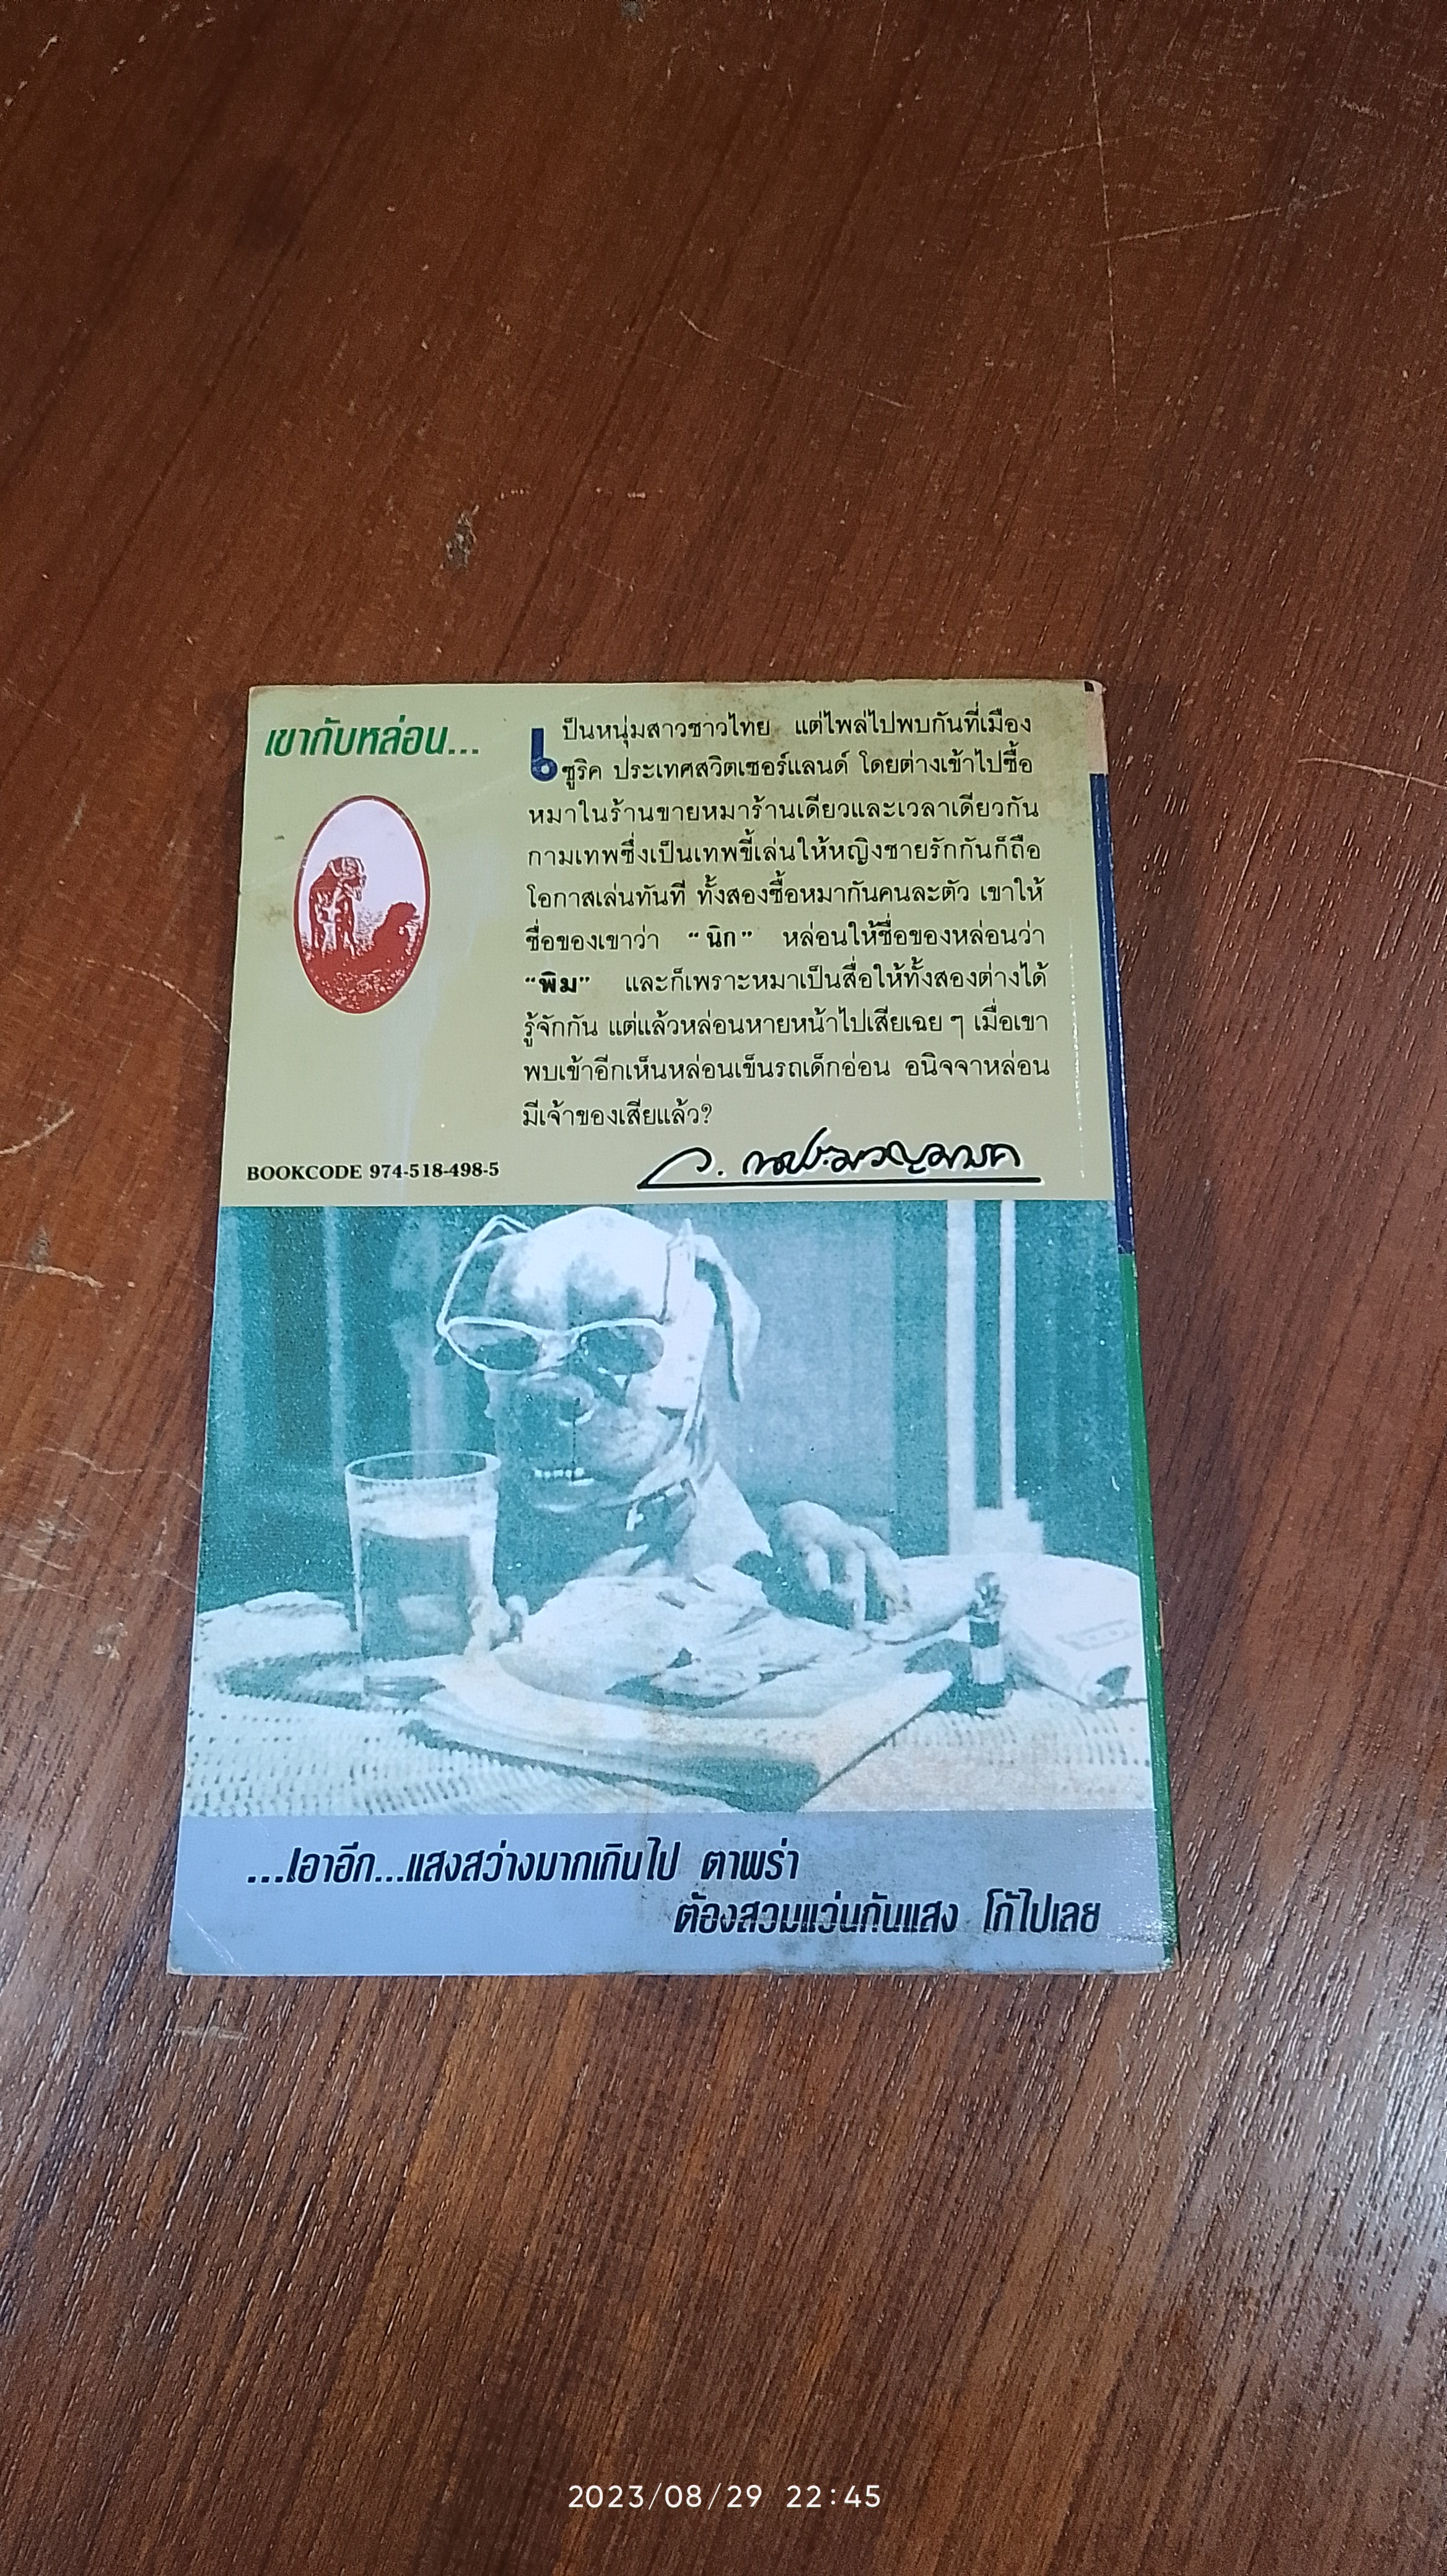 เขากับหล่อน...
เป็นหนุ่มสาวชาวไทย แต่ไพล่ไปพบกันที่เมือง
ซูริค ประเทศสวิตเซอร์แลนด์ โดยต่างเข้าไปซื้อ
หมาในร้านขายหมาร้านเดียวและเวลาเดียวกัน
กามเทพซึ่งเป็นเทพขี้เล่นให้หญิงชายรักกันก็ถือ
โอกาสเล่นทันที ทั้งสองซื้อหมากันคนละตัว เขาให้
ชื่อของเขาว่า “นิก” หล่อนให้ชื่อของหล่อนว่า
“พิม” และก็เพราะหมาเป็นสื่อให้ทั้งสองต่างได้
รู้จักกัน แต่แล้วหล่อนหายหน้าไปเสียเฉย ๆ เมื่อเขา
พบเข้าอีกเห็นหล่อนเข็นรถเด็กอ่อน อนิจจาหล่อน
มีเจ้าของเสียแล้ว?
ว. ณประมวญมารค
BOOKCODE 974-518-498-5
...เอาอีก...แสงสว่างมากเกินไป ตาพร่า
ต้องสวมแว่นกันแสง โก้ไปเลย
2023/08/29 22:45